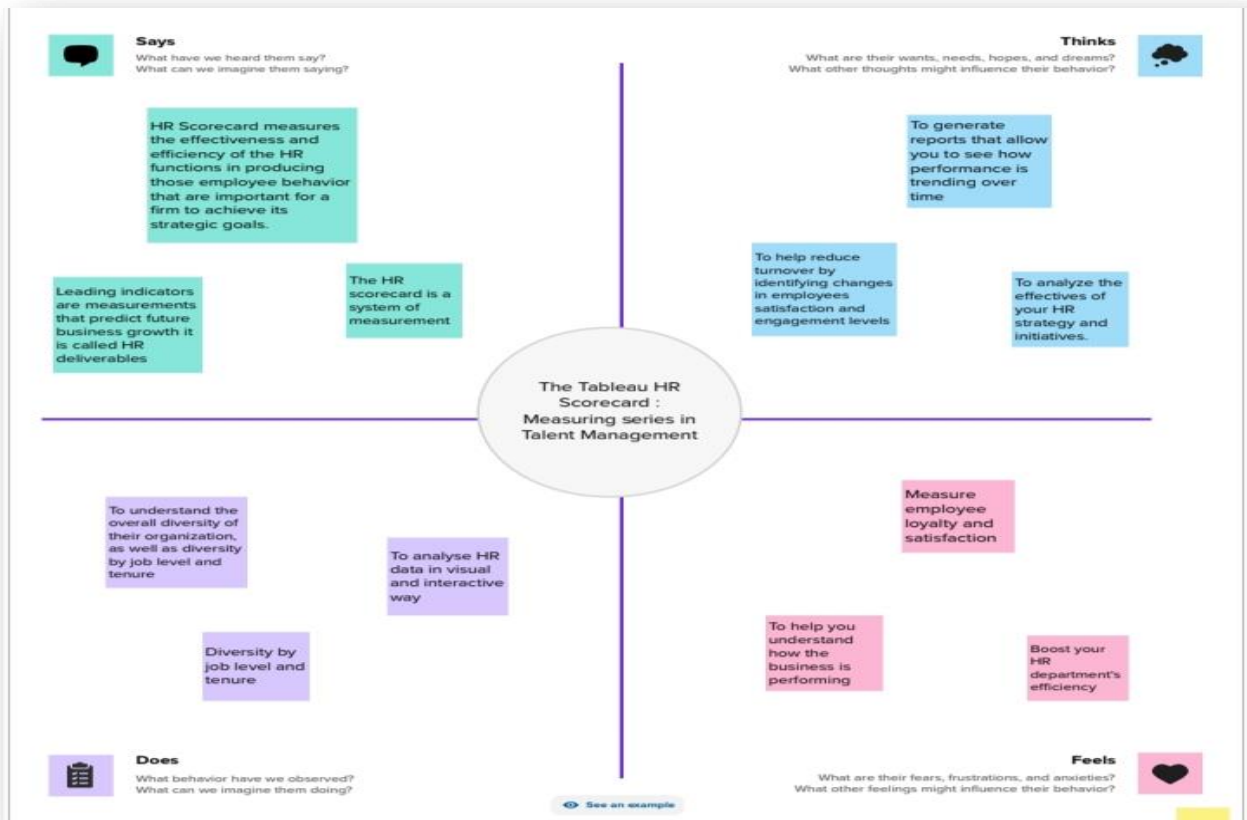 Says
What have we heard them say?
What can we imagine them saying?
HR Scorecard measures
the effectiveness and
efficiency of the HR
functions in producing
those employee behavior
that are important for a
firm to achieve its
strategic goals.
Leading indicators
are measurements
that predict future
business growth it
is called HR
deliverables
The HR
scorecard is a
system of
measurement
Thinks
What are their wants, needs, hopes, and dreams?
What other thoughts might influence their behavior?
To generate
reports that allow
you to see how
performance is
trending over
time
To help reduce
turnover by
identifying changes
in employees
satisfaction and
engagement levels
To analyze the
effectives of
your HR
strategy and
initiatives.
The Tableau HR
Scorecard :
Measuring series in
Talent Management
To understand the
overall diversity of
their organization,
as well as diversity
by job level and
tenure
To analyse HR
data in visual
and interactive
way
Diversity by
job level and
tenure
Does
What behavior have we observed?
What can we imagine them doing?
Measure
employee
loyalty and
satisfaction
To help you
understand
how the
business is
performing
Boost your
HR
department's
efficiency
Feels
What are their fears, frustrations, and anxieties?
What other feelings might influence their behavior?
See an example